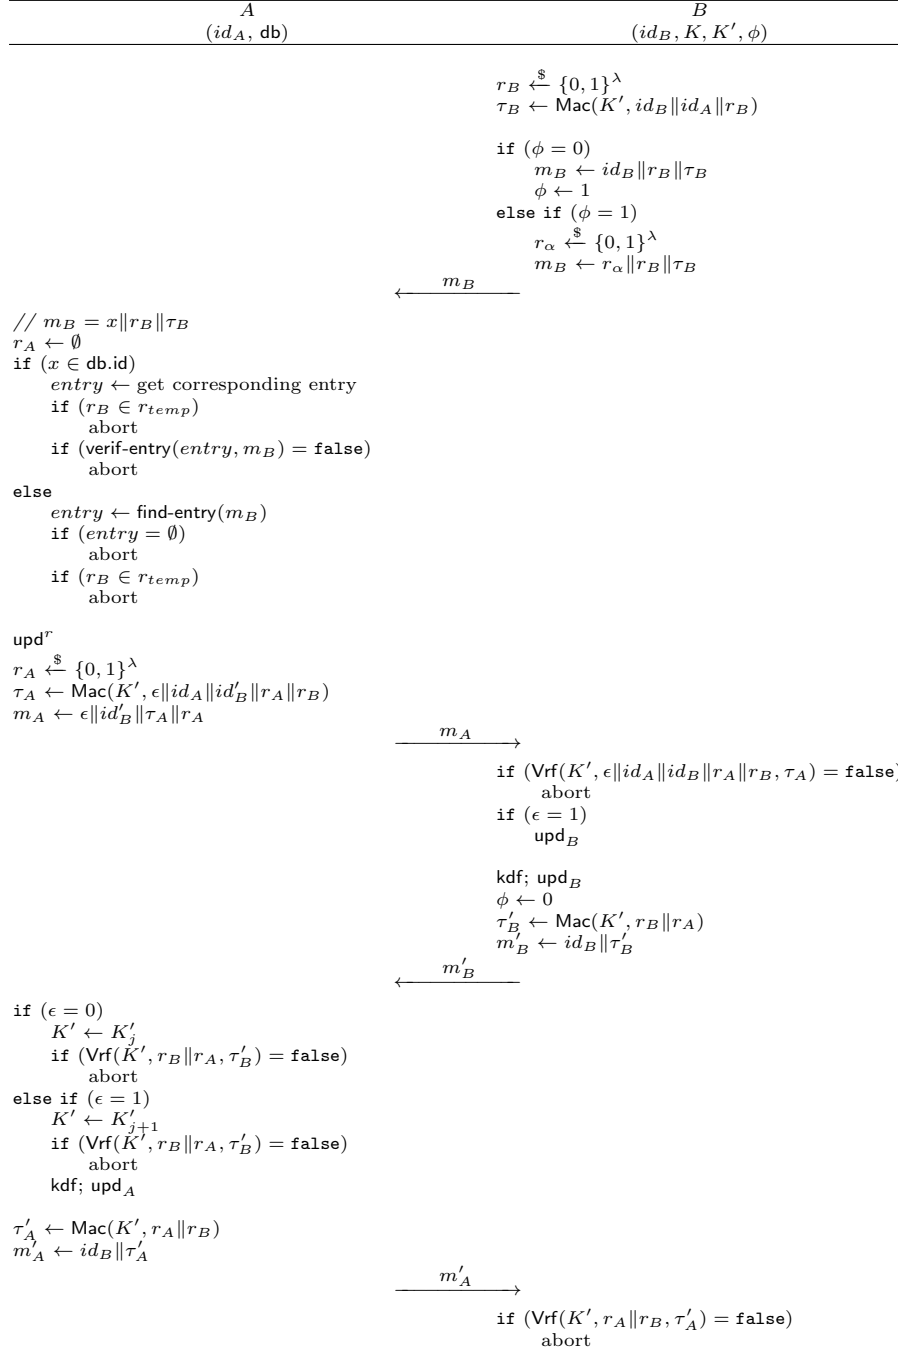 A B
(id_A, db) (id_B, K, K′, ϕ)
r_B ←$ {0, 1}^λ
τ_B ← Mac(K′, id_B‖id_A‖r_B)
if (ϕ = 0)
m_B ← id_B‖r_B‖τ_B
ϕ ← 1
else if (ϕ = 1)
r_α ←$ {0, 1}^λ
m_B ← r_α‖r_B‖τ_B
m_B
// m_B = x‖r_B‖τ_B
r_A ← ∅
if (x ∈ db.id)
entry ← get corresponding entry
if (r_B ∈ r_temp)
abort
if (verif-entry(entry, m_B) = false)
abort
else
entry ← find-entry(m_B)
if (entry = ∅)
abort
if (r_B ∈ r_temp)
abort
upd^r
r_A ←$ {0, 1}^λ
τ_A ← Mac(K′, ϵ‖id_A‖id′_B‖r_A‖r_B)
m_A ← ϵ‖id′_B‖τ_A‖r_A
m_A
if (Vrf(K′, ϵ‖id_A‖id_B‖r_A‖r_B, τ_A) = false)
abort
if (ϵ = 1)
upd_B
kdf; upd_B
ϕ ← 0
τ′_B ← Mac(K′, r_B‖r_A)
m′_B ← id_B‖τ′_B
m′_B
if (ϵ = 0)
K′ ← K′_j
if (Vrf(K′, r_B‖r_A, τ′_B) = false)
abort
else if (ϵ = 1)
K′ ← K′_{j+1}
if (Vrf(K′, r_B‖r_A, τ′_B) = false)
abort
kdf; upd_A
τ′_A ← Mac(K′, r_A‖r_B)
m′_A ← id_B‖τ′_A
m′_A
if (Vrf(K′, r_A‖r_B, τ′_A) = false)
abort